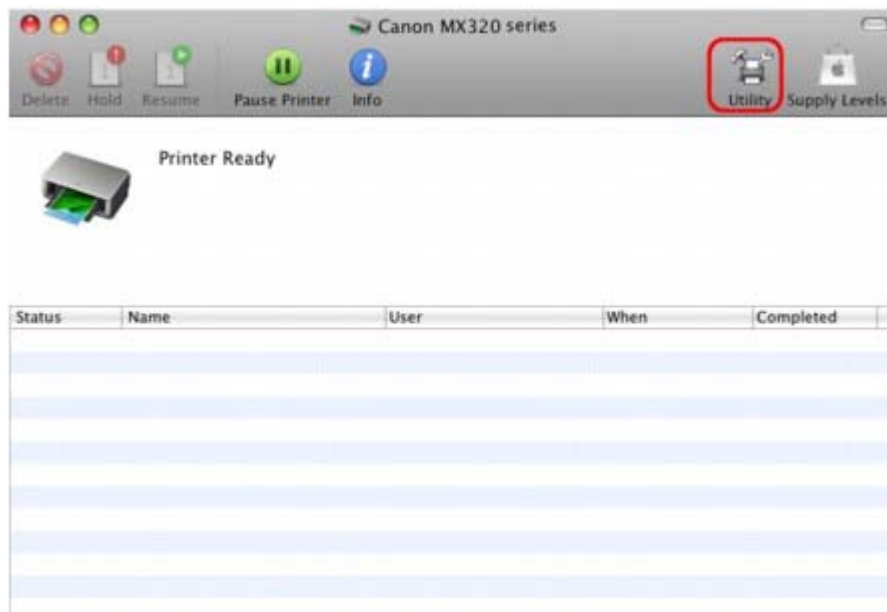 Canon MX320 series
Delete Hold Resume Pause Printer Info Utility Supply Levels
Printer Ready
Status Name User When Completed